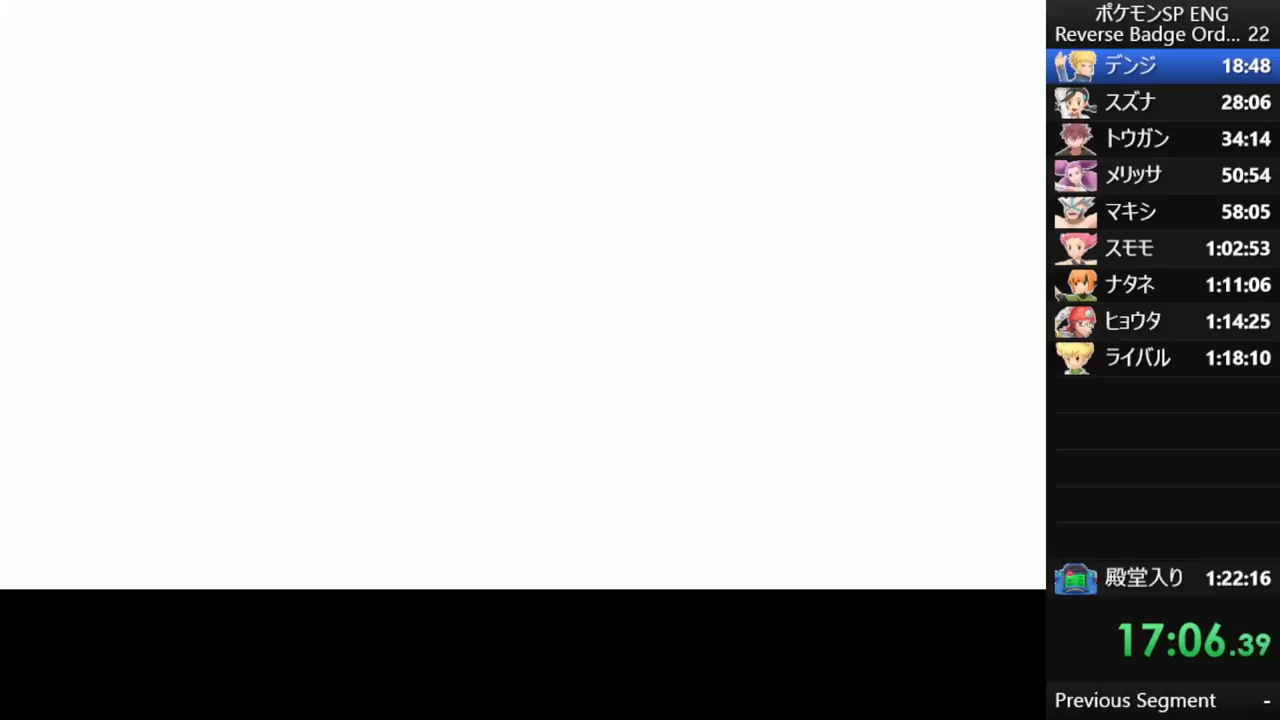 ポケモンSP ENG
Reverse Badge Ord... 22
デンジ 18:48
スズナ 28:06
トウガン 34:14
メリッサ 50:54
マキシ 58:05
スモモ 1:02:53
ナタネ 1:11:06
ヒョウタ 1:14:25
ライバル 1:18:10
殿堂入り 1:22:16
17:06.39
Previous Segment -